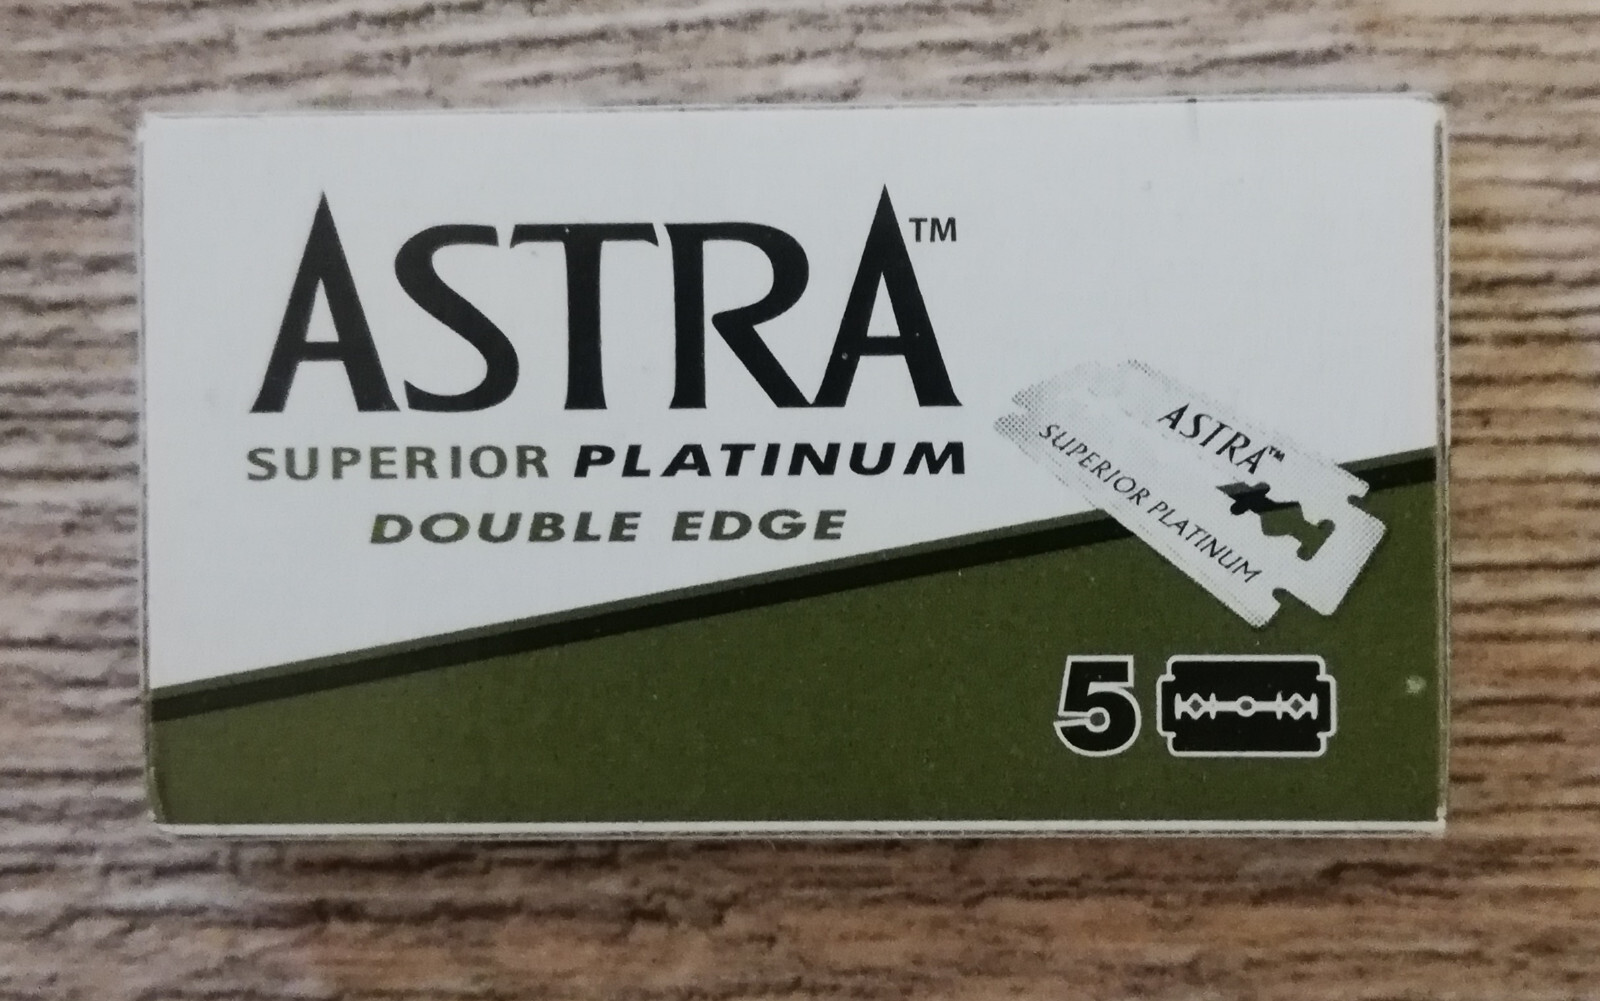 ASTRA™
SUPERIOR PLATINUM
DOUBLE EDGE
ASTRA™
SUPERIOR PLATINUM
5